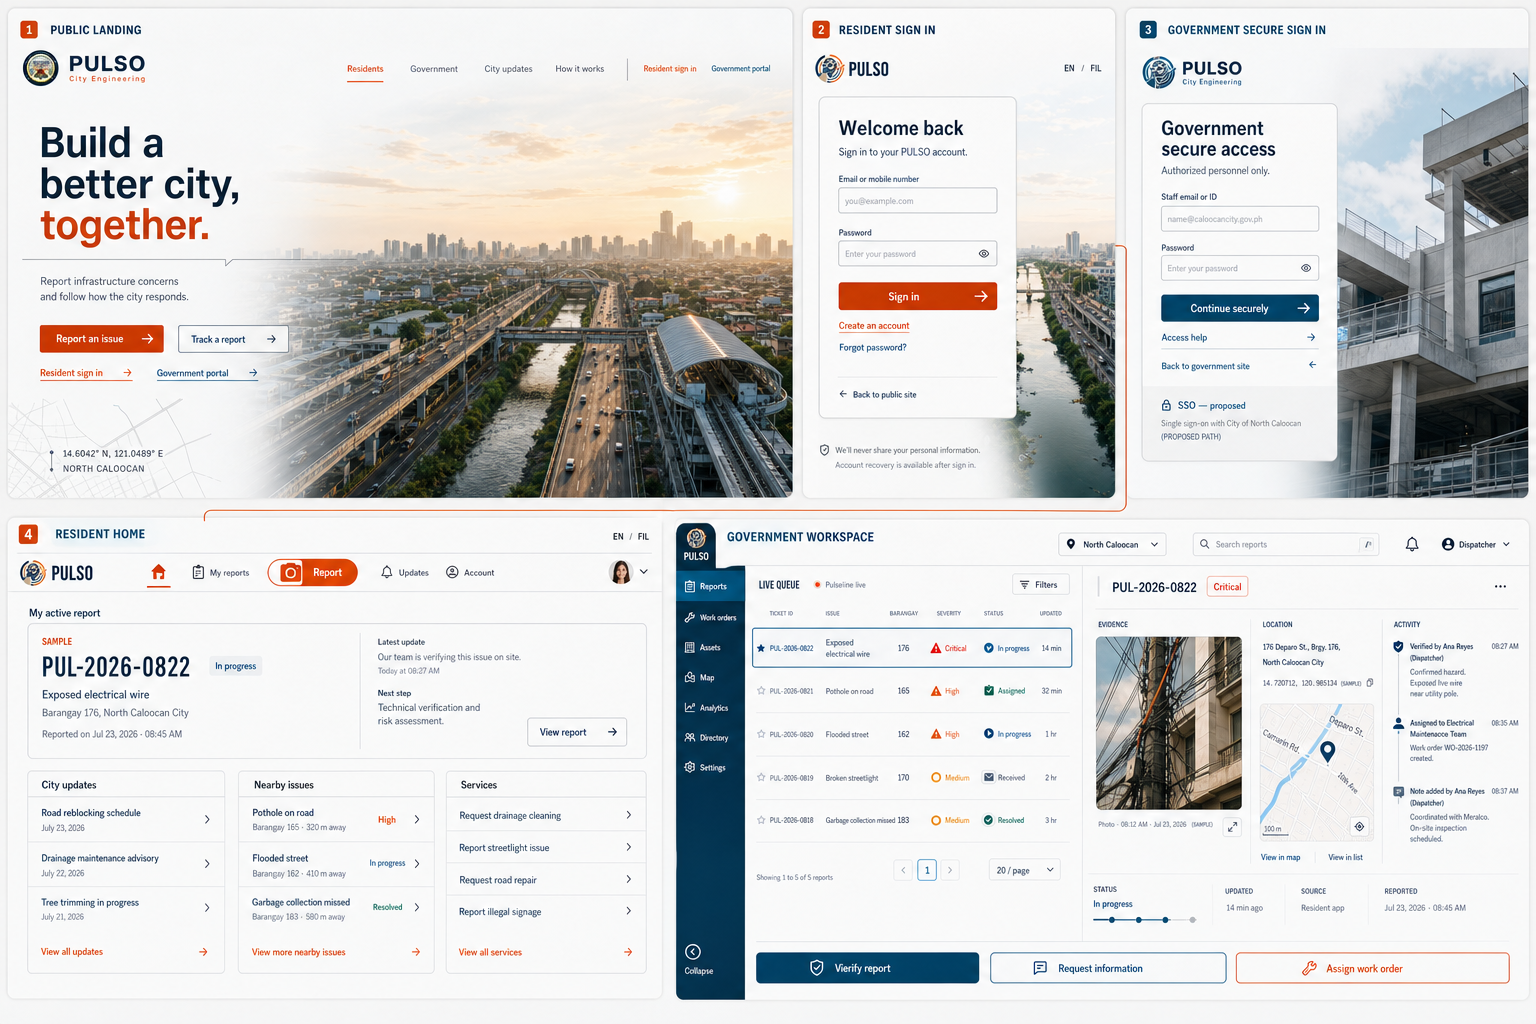 1 PUBLIC LANDING
PULSO
City Engineering
Residents
Government
City updates
How it works
Resident sign in
Government portal
Build a
better city,
together.
Report infrastructure concerns
and follow how the city responds.
Report an issue
Track a report
Resident sign in
Government portal
14.6042° N, 121.0489° E
NORTH CALOOCAN
2 RESIDENT SIGN IN
PULSO
EN / FIL
Welcome back
Sign in to your PULSO account.
Email or mobile number
you@example.com
Password
Enter your password
Sign in
Create an account
Forgot password?
Back to public site
We'll never share your personal information.
Account recovery is available after sign in.
3 GOVERNMENT SECURE SIGN IN
PULSO
City Engineering
Government
secure access
Authorized personnel only.
Staff email or ID
name@caloocancity.gov.ph
Password
Enter your password
Continue securely
Access help
Back to government site
SSO — proposed
Single sign-on with City of North Caloocan
(PROPOSED PATH)
4 RESIDENT HOME
EN / FIL
PULSO
My reports
Report
Updates
Account
My active report
SAMPLE
PUL-2026-0822
In progress
Exposed electrical wire
Barangay 176, North Caloocan City
Reported on Jul 23, 2026 · 08:45 AM
Latest update
Our team is verifying this issue on site.
Today at 08:27 AM
Next step
Technical verification and
risk assessment.
View report
City updates
Road reblocking schedule
July 23, 2026
Drainage maintenance advisory
July 22, 2026
Tree trimming in progress
July 21, 2026
View all updates
Nearby issues
Pothole on road
Barangay 165 · 320 m away
High
Flooded street
Barangay 162 · 410 m away
In progress
Garbage collection missed
Barangay 183 · 580 m away
Resolved
View more nearby issues
Services
Request drainage cleaning
Report streetlight issue
Request road repair
Report illegal signage
View all services
PULSO
GOVERNMENT WORKSPACE
North Caloocan
Search reports
Dispatcher
Reports
Work orders
Assets
Map
Analytics
Directory
Settings
Collapse
LIVE QUEUE
Pulseline live
Filters
TICKET ID ISSUE BARANGAY SEVERITY STATUS UPDATED
PUL-2026-0822 Exposed electrical wire 176 Critical In progress 14 min
PUL-2026-0821 Pothole on road 165 High Assigned 32 min
PUL-2026-0820 Flooded street 162 High In progress 1 hr
PUL-2026-0819 Broken streetlight 170 Medium Received 2 hr
PUL-2026-0818 Garbage collection missed 183 Medium Resolved 3 hr
Showing 1 to 5 of 5 reports
1
20 / page
PUL-2026-0822
Critical
EVIDENCE
Photo · 08:12 AM · Jul 23, 2026 (SAMPLE)
LOCATION
176 Deparo St., Brgy. 176,
North Caloocan City
14.720712, 120.985134 (SAMPLE)
Deparo St.
Camarin Rd.
10th Ave
100 m
View in map
View in list
ACTIVITY
Verified by Ana Reyes 08:27 AM
(Dispatcher)
Confirmed hazard.
Exposed live wire
near utility pole.
Assigned to Electrical 08:35 AM
Maintenance Team
Work order WO-2026-1197
created.
Note added by Ana Reyes 08:37 AM
(Dispatcher)
Coordinated with Meralco.
On-site inspection
scheduled.
STATUS
In progress
UPDATED
14 min ago
SOURCE
Resident app
REPORTED
Jul 23, 2026 · 08:45 AM
Vierify report
Request information
Assign work order